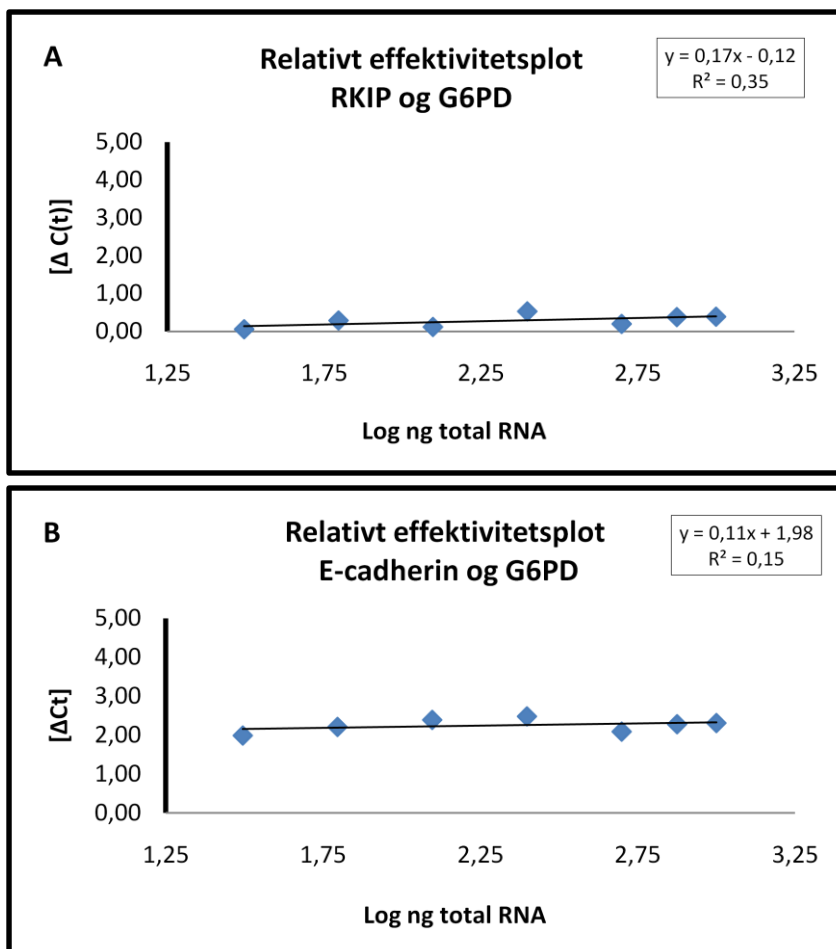 A
Relativt effektivitetsplot
RKIP og G6PD
y = 0,17x - 0,12
R² = 0,35
5,00
4,00
3,00
2,00
1,00
0,00
[Δ C(t)]
1,25 1,75 2,25 2,75 3,25
Log ng total RNA
B
Relativt effektivitetsplot
E-cadherin og G6PD
y = 0,11x + 1,98
R² = 0,15
5,00
4,00
3,00
2,00
1,00
0,00
[ΔCt]
1,25 1,75 2,25 2,75 3,25
Log ng total RNA